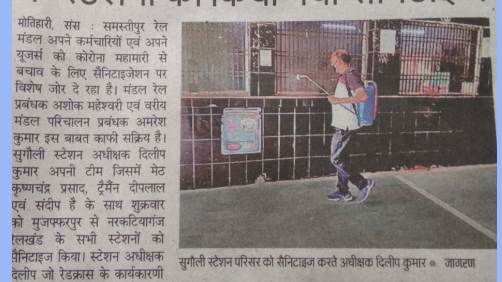 मोतिहारी, संस : समस्तीपुर रेल
मंडल अपने कर्मचारियों एवं अपने
यूजर्स को कोरोना महामारी से
बचाव के लिए सैनिटाइजेशन पर
विशेष जोर दे रहा है। मंडल रेल
प्रबंधक अशोक महेश्वरी एवं वरीय
मंडल परिचालन प्रबंधक अमरेश
कुमार इस बाबत काफी सक्रिय है।
सुगौली स्टेशन अधीक्षक दिलीप
कुमार अपनी टीम जिसमें मेठ
कृष्णचंद्र प्रसाद, ट्रैमैन दीपलाल
एवं संदीप है के साथ शुक्रवार
को मुजफ्फरपुर से नरकटियागंज
रेलखंड के सभी स्टेशनों को
सैनिटाइज किया। स्टेशन अधीक्षक
दिलीप जो रेडक्रास के कार्यकारणी
सुगौली स्टेशन परिसर को सैनिटाइज करते अधीक्षक दिलीप कुमार ● जागरण